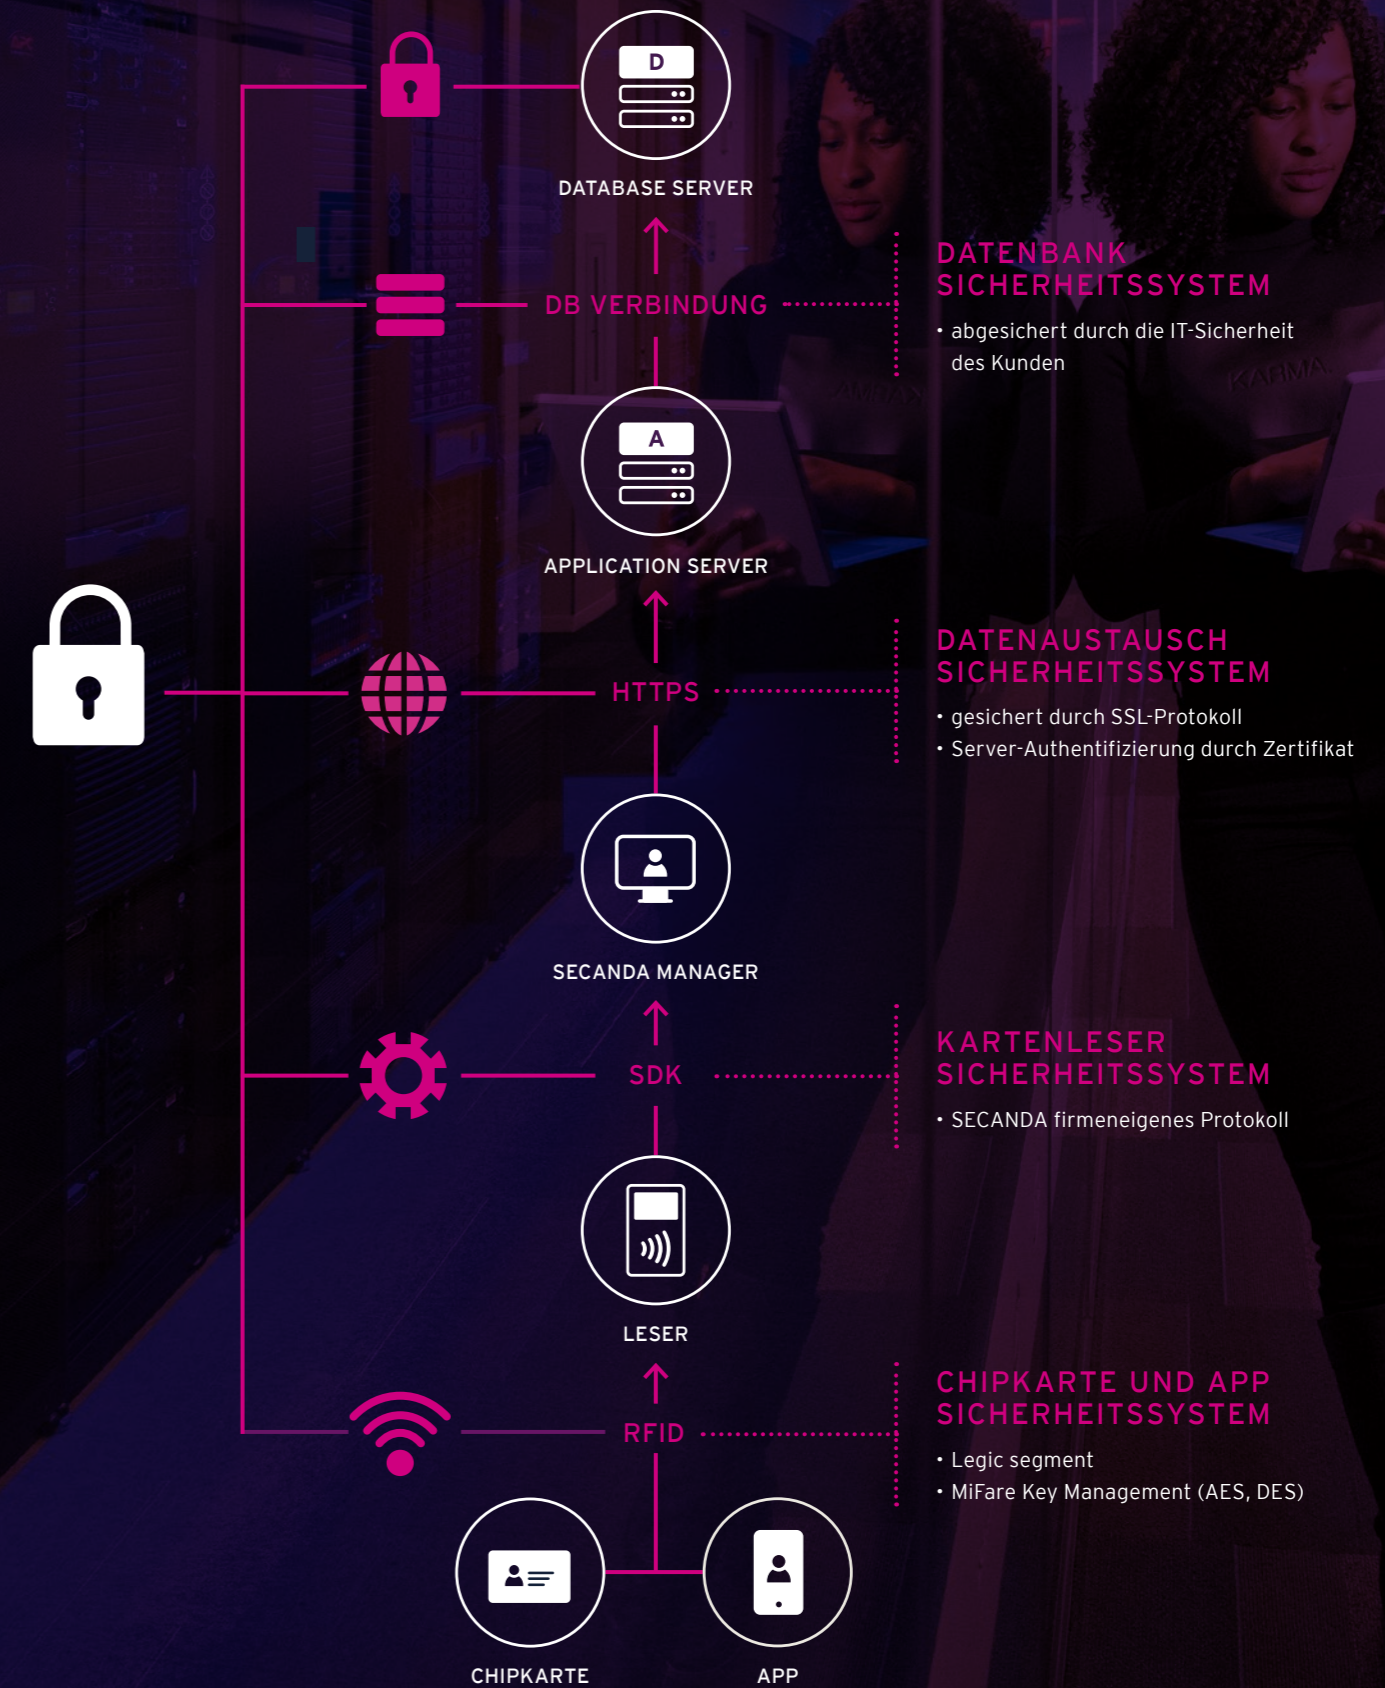 D
DATABASE SERVER
DB VERBINDUNG
DATENBANK
SICHERHEITSSYSTEM
• abgesichert durch die IT-Sicherheit
des Kunden
KARMA.
A
APPLICATION SERVER
HTTPS
DATENAUSTAUSCH
SICHERHEITSSYSTEM
• gesichert durch SSL-Protokoll
• Server-Authentifizierung durch Zertifikat
SECANDA MANAGER
SDK
KARTENLESER
SICHERHEITSSYSTEM
• SECANDA firmeneigenes Protokoll
LESER
RFID
CHIPKARTE UND APP
SICHERHEITSSYSTEM
• Legic segment
• MiFare Key Management (AES, DES)
CHIPKARTE
APP